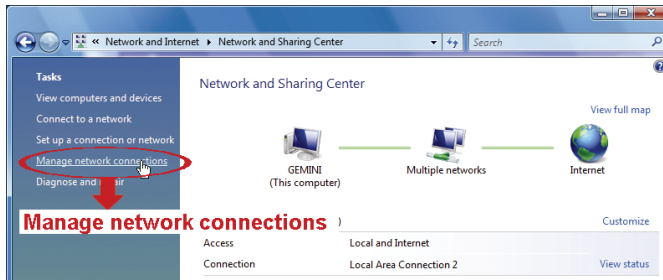 « Network and Internet ▸ Network and Sharing Center
Search
Tasks
View computers and devices
Connect to a network
Set up a connection or network
Manage network connections
Diagnose and
Network and Sharing Center
View full map
GEMINI
(This computer)
Multiple networks
Internet
Manage network connections
)
Customize
Access Local and Internet
Connection Local Area Connection 2 View status